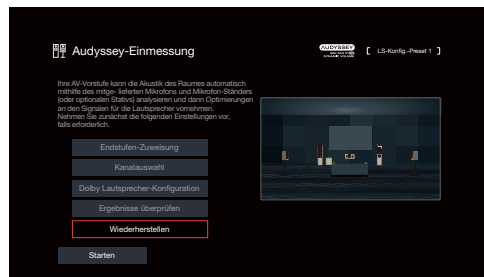 Audyssey-Einmessung
AUDYSSEY
[ LS-Konfig.-Preset 1 ]
Ihre AV-Vorstufe kann die Akustik des Raumes automatisch
mithilfe des mitge- lieferten Mikrofons und Mikrofon-Ständers
(oder optionalen Stativs) analysieren und dann Optimierungen
an den Signalen für die Lautsprecher vornehmen.
Nehmen Sie zunächst die folgenden Einstellungen vor,
falls erforderlich.
Endstufen-Zuweisung
Kanalauswahl
Dolby Lautsprecher-Konfiguration
Ergebnisse überprüfen
Wiederherstellen
Starten